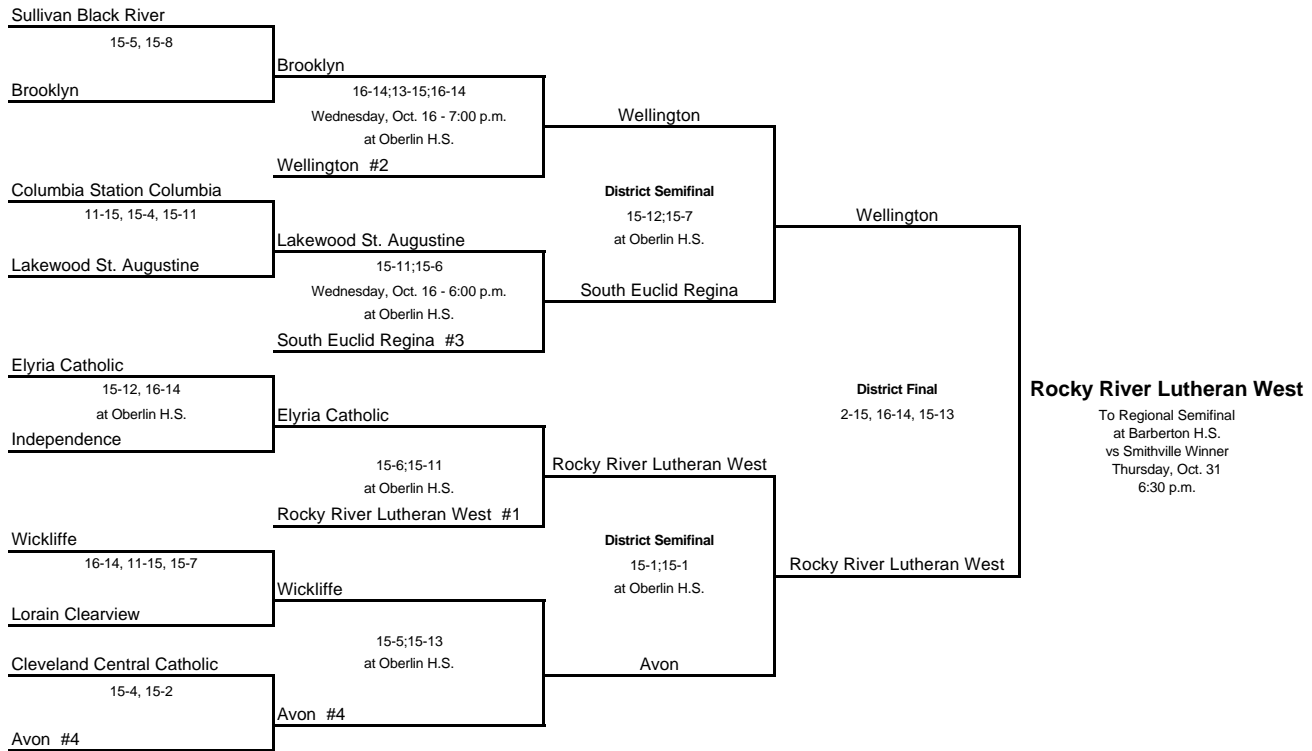 Sullivan Black River
15-5, 15-8
Brooklyn
Brooklyn
16-14;13-15;16-14
Wednesday, Oct. 16 - 7:00 p.m.
at Oberlin H.S.
Wellington #2
Wellington
Columbia Station Columbia
11-15, 15-4, 15-11
Lakewood St. Augustine
Lakewood St. Augustine
15-11;15-6
Wednesday, Oct. 16 - 6:00 p.m.
at Oberlin H.S.
South Euclid Regina #3
District Semifinal
15-12;15-7
at Oberlin H.S.
South Euclid Regina
Wellington
Elyria Catholic
15-12, 16-14
at Oberlin H.S.
Independence
Elyria Catholic
15-6;15-11
at Oberlin H.S.
Rocky River Lutheran West #1
Rocky River Lutheran West
Wickliffe
16-14, 11-15, 15-7
Lorain Clearview
Wickliffe
15-5;15-13
at Oberlin H.S.
Cleveland Central Catholic
15-4, 15-2
Avon #4
Avon #4
District Semifinal
15-1;15-1
at Oberlin H.S.
Avon
Rocky River Lutheran West
District Final
2-15, 16-14, 15-13
Rocky River Lutheran West
To Regional Semifinal
at Barberton H.S.
vs Smithville Winner
Thursday, Oct. 31
6:30 p.m.